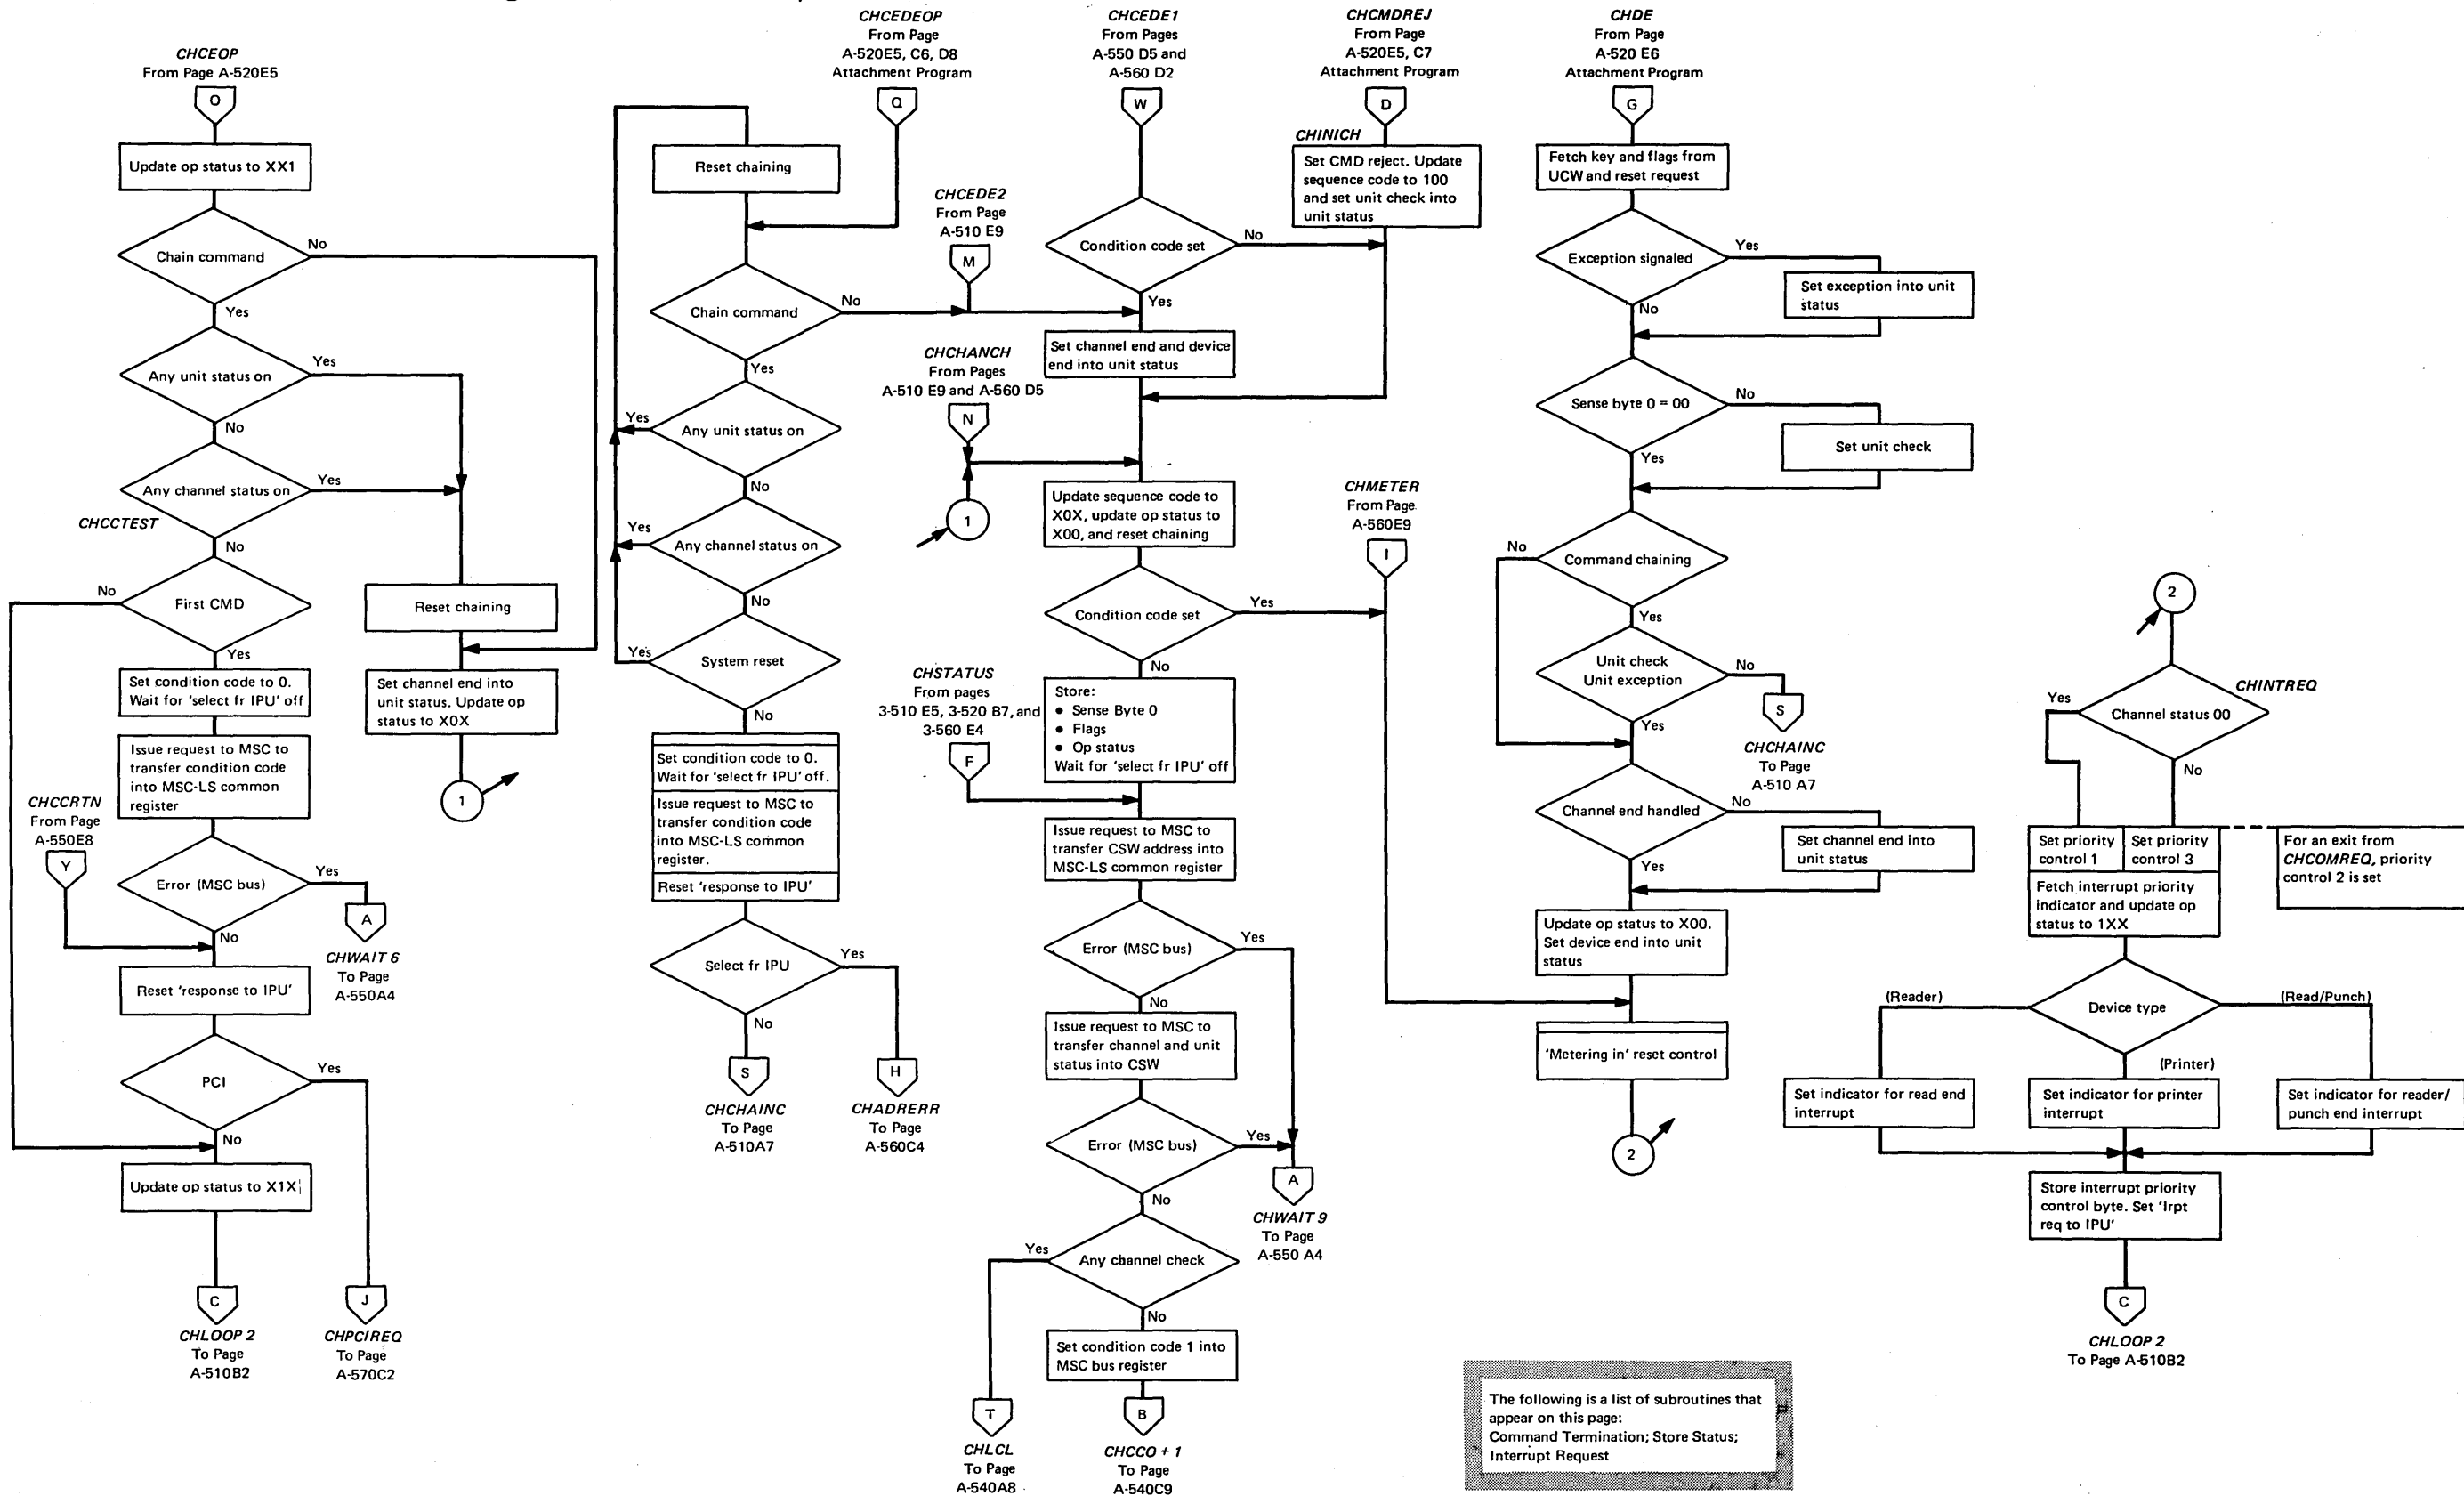 CHCEOP
From Page A-520E5
O
Update op status to XX1
Chain command
No
Yes
Any unit status on
Yes
No
Any channel status on
Yes
CHCCTEST
No
First CMD
No
Yes
Set condition code to 0.
Wait for 'select fr IPU' off
Issue request to MSC to
transfer condition code
into MSC-LS common
register
CHCCRTN
From Page
A-550E8
Y
Error (MSC bus)
Yes
A
CHWAIT 6
To Page
A-550A4
No
Reset 'response to IPU'
PCI
Yes
No
Update op status to X1X
C
CHLOOP 2
To Page
A-510B2
J
CHPCIREQ
To Page
A-570C2
Reset chaining
Set channel end into
unit status. Update op
status to X0X
1
CHCEDEOP
From Page
A-520E5, C6, D8
Attachment Program
Q
Reset chaining
Chain command
No
Yes
Any unit status on
Yes
No
Any channel status on
Yes
No
System reset
Yes
No
Set condition code to 0.
Wait for 'select fr IPU' off.
Issue request to MSC to
transfer condition code
into MSC-LS common
register.
Reset 'response to IPU'
Select fr IPU
Yes
No
S
CHCHAINC
To Page
A-510A7
H
CHADRERR
To Page
A-560C4
CHCEDE2
From Page
A-510 E9
M
CHCHANCH
From Pages
A-510 E9 and A-560 D5
N
1
CHCEDE1
From Pages
A-550 D5 and
A-560 D2
W
Condition code set
No
Yes
Set channel end and device
end into unit status
Update sequence code to
X0X, update op status to
X00, and reset chaining
Condition code set
Yes
No
CHSTATUS
From pages
3-510 E5, 3-520 B7, and
3-560 E4
F
Store:
• Sense Byte 0
• Flags
• Op status
Wait for 'select fr IPU' off
Issue request to MSC to
transfer CSW address into
MSC-LS common register
Error (MSC bus)
Yes
No
Issue request to MSC to
transfer channel and unit
status into CSW
Error (MSC bus)
Yes
No
A
CHWAIT 9
To Page
A-550 A4
Any channel check
Yes
No
Set condition code 1 into
MSC bus register
T
CHLCL
To Page
A-540A8
B
CHCCO + 1
To Page
A-540C9
CHCMDREJ
From Page
A-520E5, C7
Attachment Program
D
CHINICH
Set CMD reject. Update
sequence code to 100
and set unit check into
unit status
CHMETER
From Page
A-560E9
I
CHDE
From Page
A-520 E6
Attachment Program
G
Fetch key and flags from
UCW and reset request
Exception signaled
Yes
No
Set exception into unit
status
Sense byte 0 = 00
No
Yes
Set unit check
Command chaining
No
Yes
Unit check
Unit exception
No
Yes
S
CHCHAINC
To Page
A-510 A7
Channel end handled
No
Yes
Set channel end into
unit status
Update op status to X00.
Set device end into unit
status
'Metering in' reset control
2
2
CHINTREQ
Channel status 00
Yes
No
Set priority
control 1
Set priority
control 3
For an exit from
CHCOMREQ, priority
control 2 is set
Fetch interrupt priority
indicator and update op
status to 1XX
Device type
(Reader)
(Printer)
(Read/Punch)
Set indicator for read end
interrupt
Set indicator for printer
interrupt
Set indicator for reader/
punch end interrupt
Store interrupt priority
control byte. Set 'Irpt
req to IPU'
C
CHLOOP 2
To Page A-510B2
The following is a list of subroutines that
appear on this page:
Command Termination; Store Status;
Interrupt Request